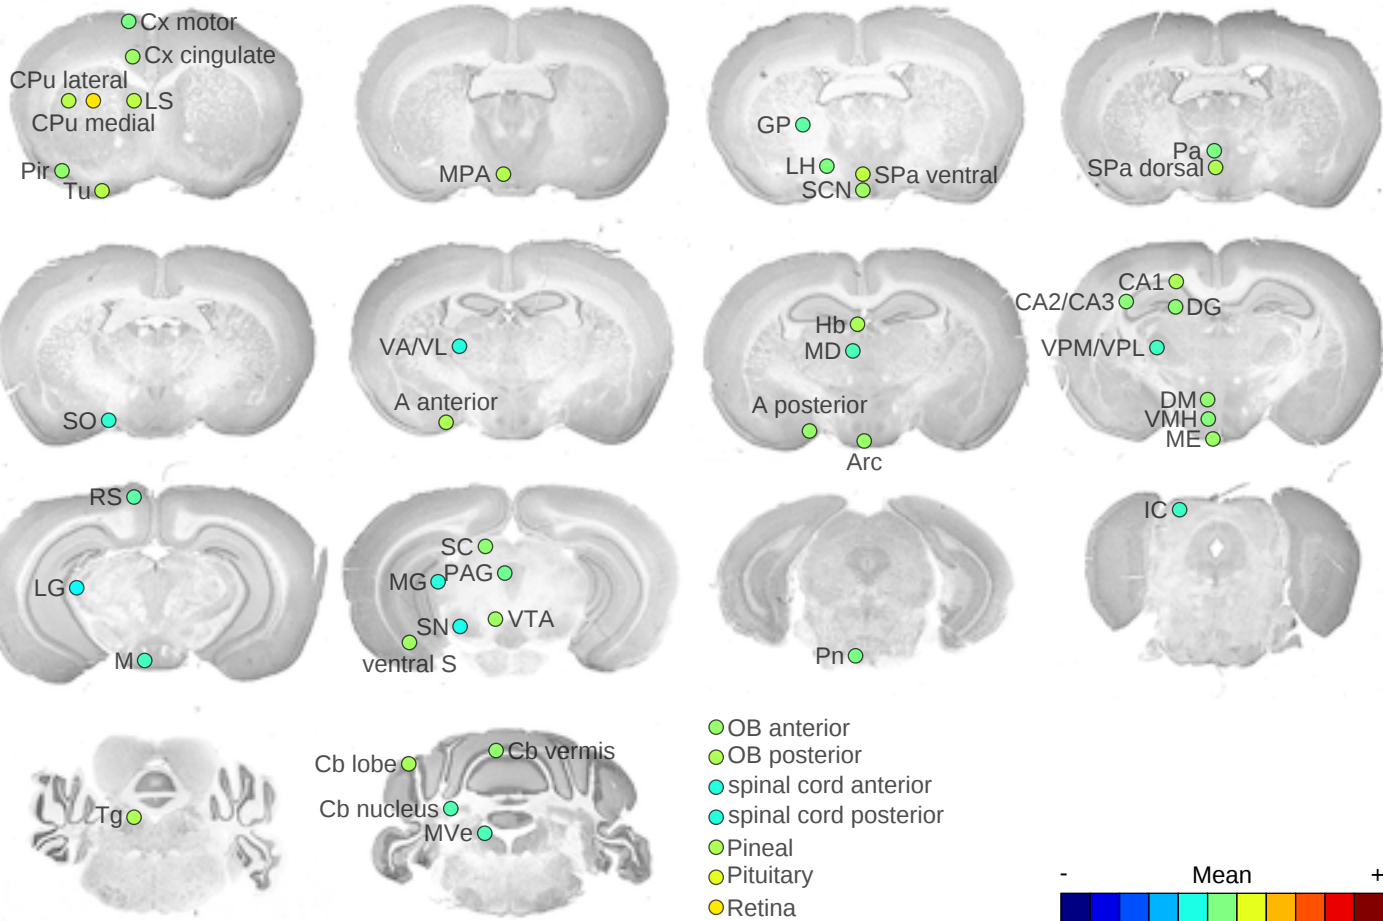 Cx motor
Cx cingulate
CPu lateral
LS
CPu medial
Pir
Tu
MPA
GP
LH
SPa ventral
SCN
Pa
SPa dorsal
SO
VA/VL
A anterior
Hb
MD
A posterior
Arc
CA1
CA2/CA3
DG
VPM/VPL
DM
VMH
ME
RS
LG
M
SC
PAG
MG
VTA
SN
ventral S
Pn
IC
Tg
Cb lobe
Cb vermis
Cb nucleus
MVe
OB anterior
OB posterior
spinal cord anterior
spinal cord posterior
Pineal
Pituitary
Retina
- Mean +